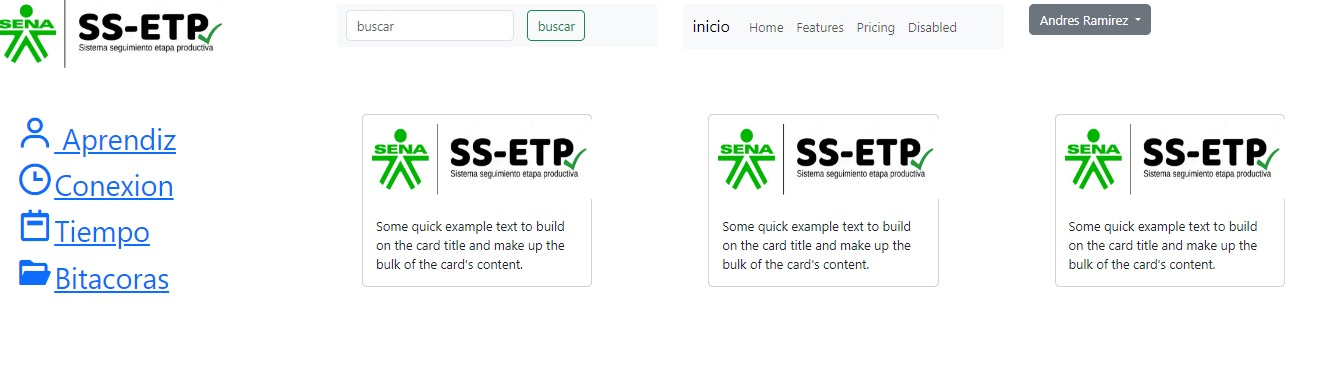 SENA
SS-ETP
Sistema seguimiento etapa productiva
buscar
buscar
inicio Home Features Pricing Disabled
Andres Ramirez
Aprendiz
Conexion
Tiempo
Bitacoras
SENA
SS-ETP
Sistema seguimiento etapa productiva
Some quick example text to build
on the card title and make up the
bulk of the card's content.
SENA
SS-ETP
Sistema seguimiento etapa productiva
Some quick example text to build
on the card title and make up the
bulk of the card's content.
SENA
SS-ETP
Sistema seguimiento etapa productiva
Some quick example text to build
on the card title and make up the
bulk of the card's content.